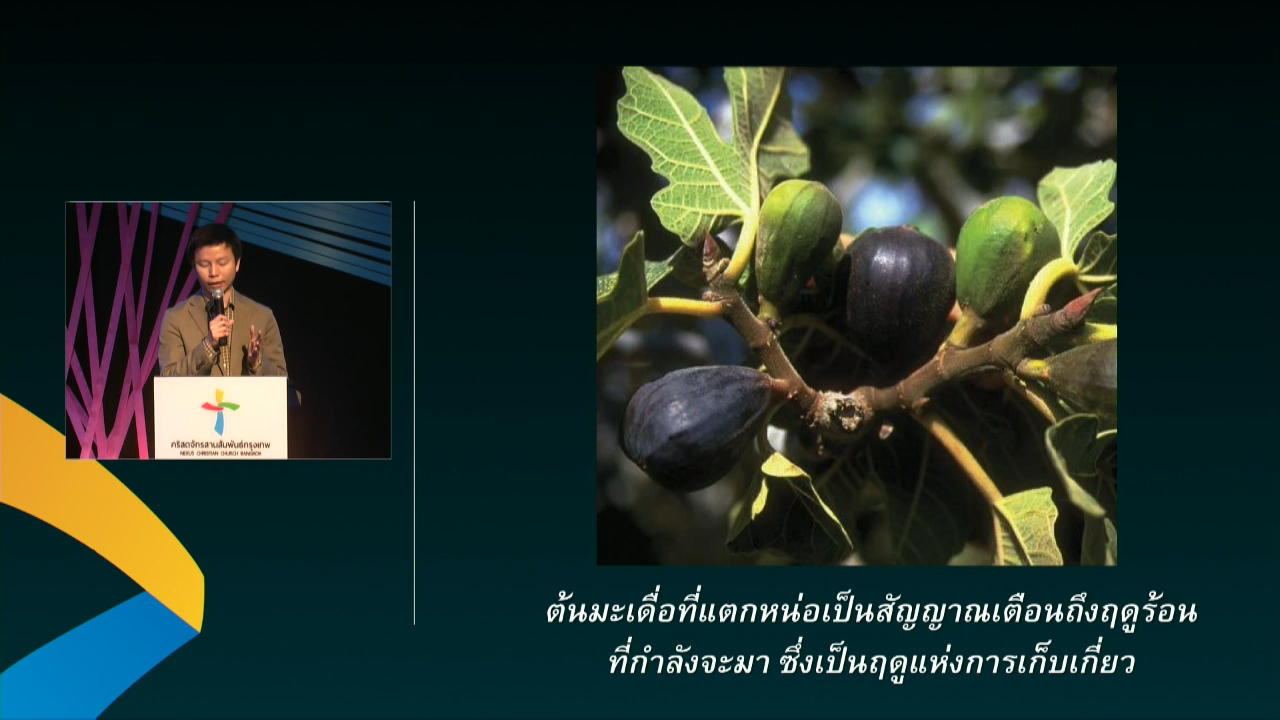 คริสตจักรสานสัมพันธ์กรุงเทพ
NEXUS CHRISTIAN CHURCH BANGKOK
ต้นมะเดื่อที่แตกหน่อเป็นสัญญาณเตือนถึงฤดูร้อน
ที่กำลังจะมา ซึ่งเป็นฤดูแห่งการเก็บเกี่ยว